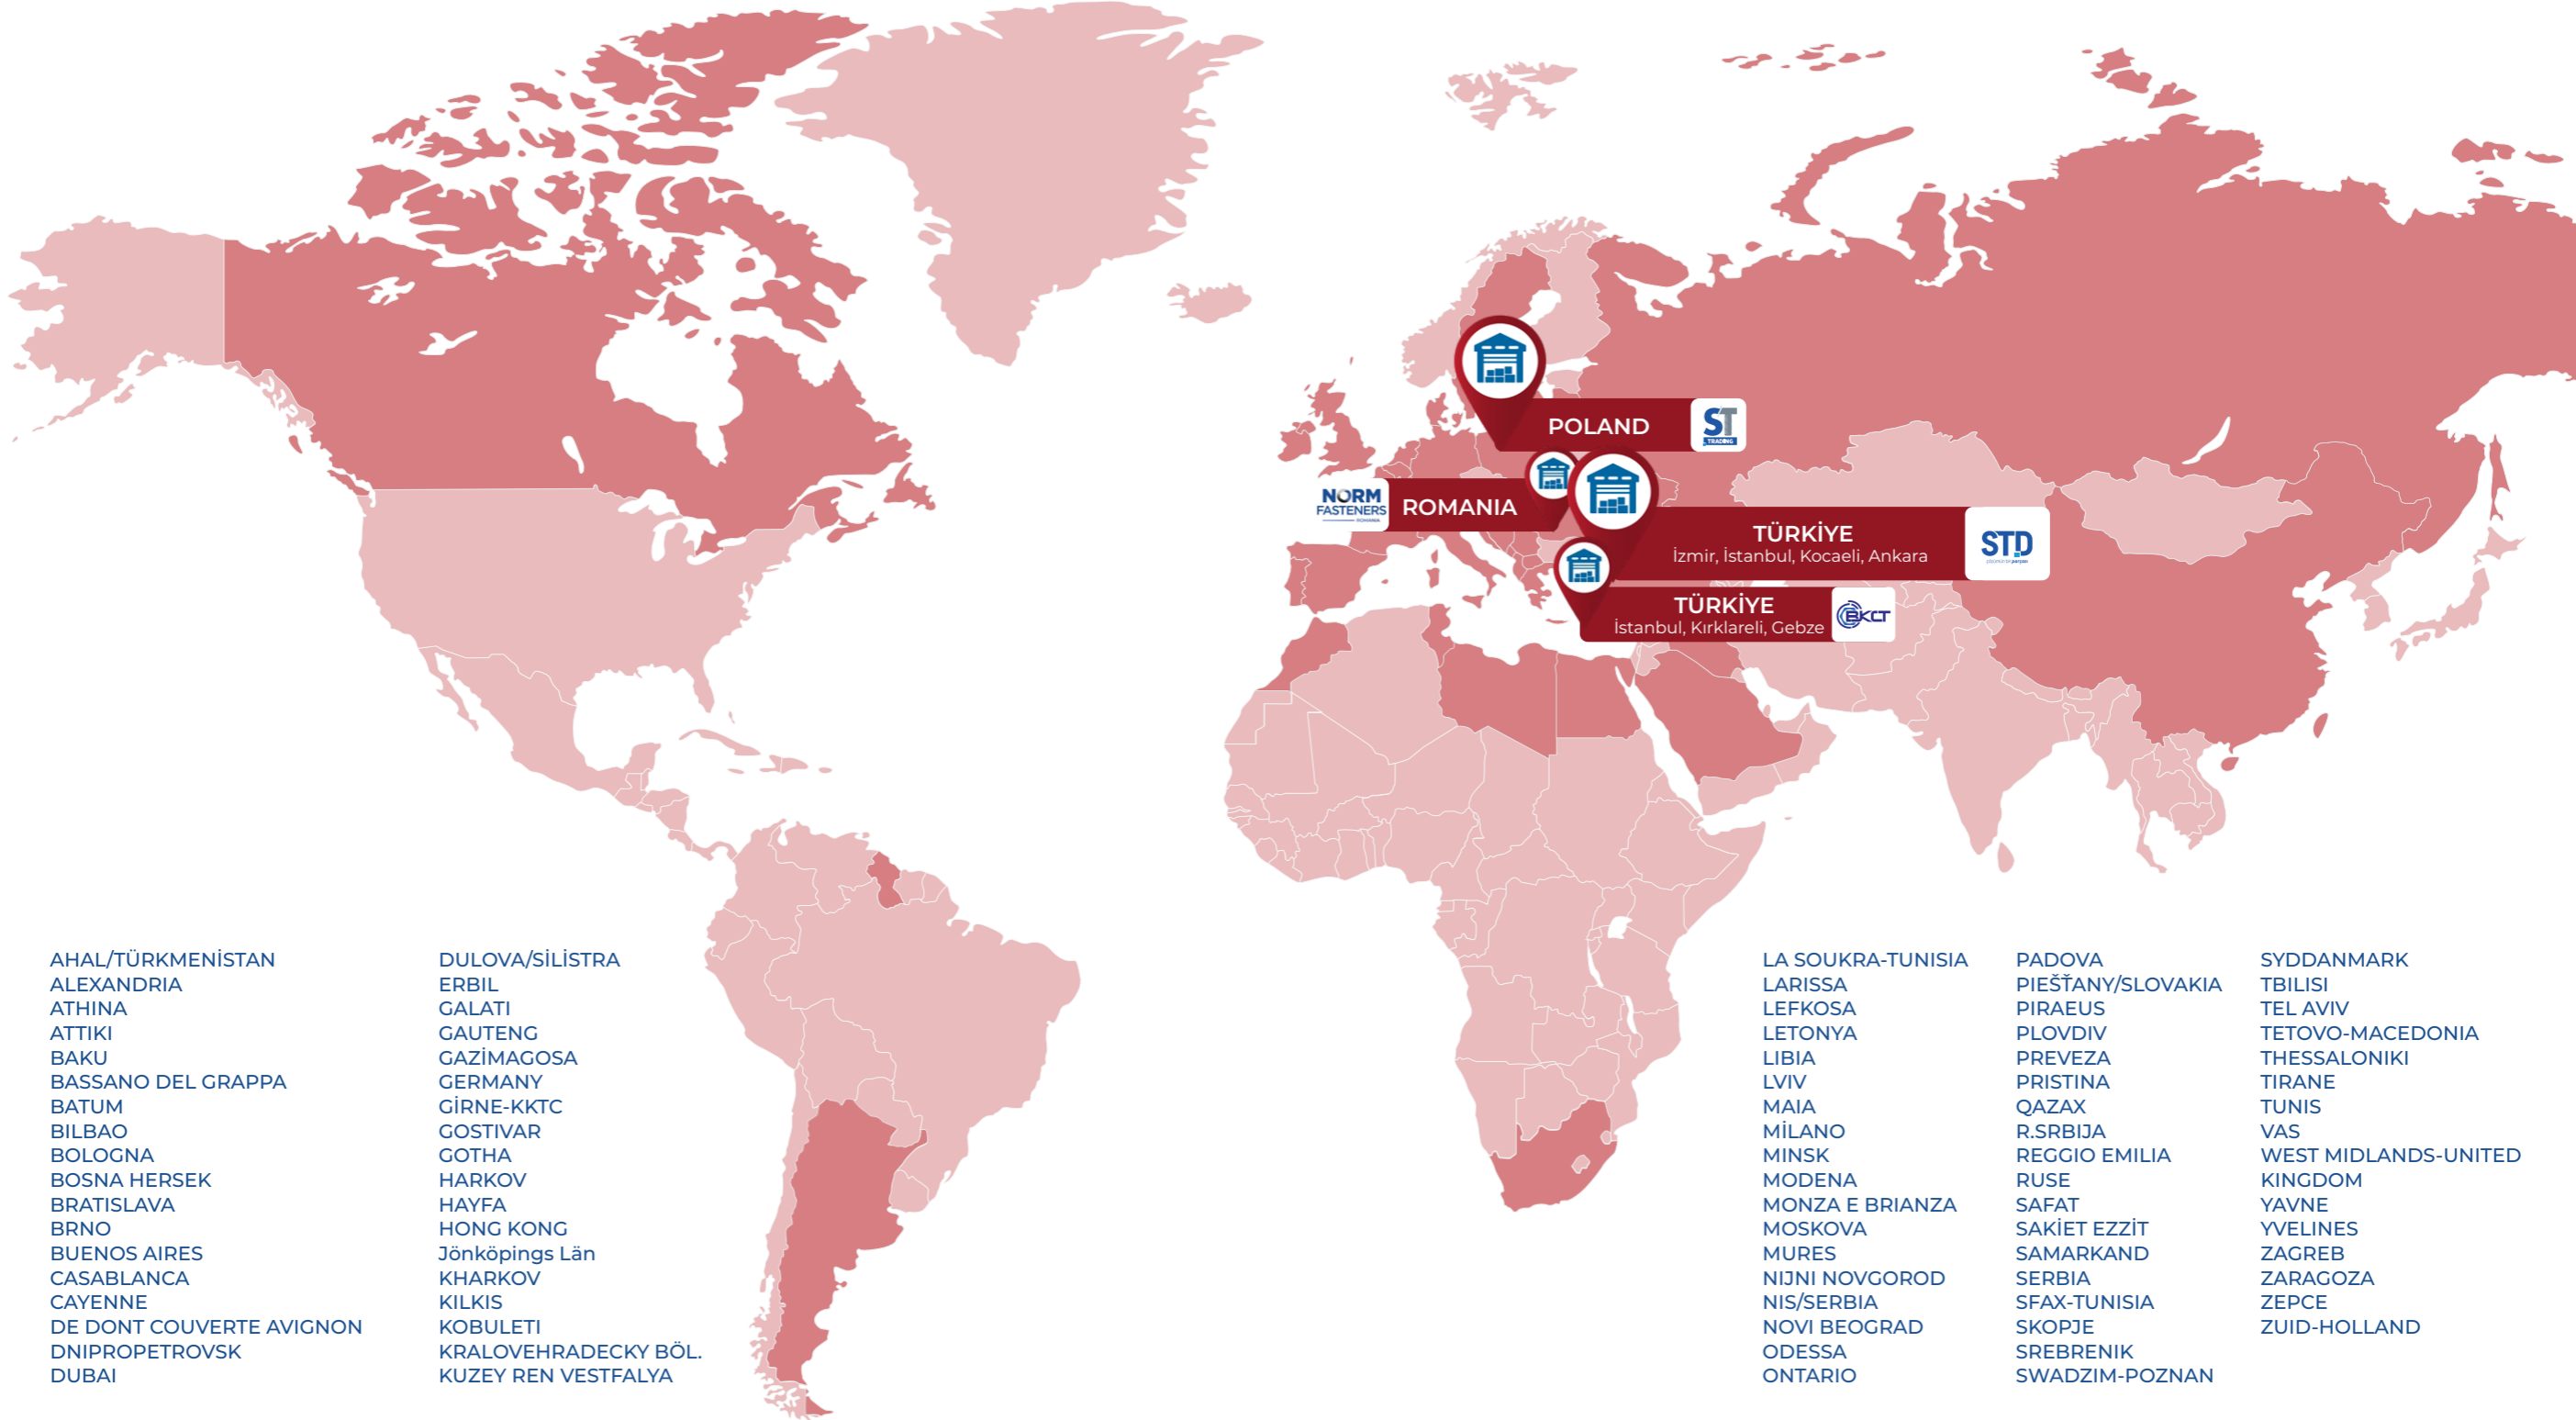 POLAND
ST
TRADING
NORM
FASTENERS
ROMANIA
ROMANIA
TÜRKİYE
İzmir, İstanbul, Kocaeli, Ankara
STD
TÜRKİYE
İstanbul, Kırklareli, Gebze
BKCT
AHAL/TÜRKMENİSTAN
ALEXANDRIA
ATHINA
ATTIKI
BAKU
BASSANO DEL GRAPPA
BATUM
BILBAO
BOLOGNA
BOSNA HERSEK
BRATISLAVA
BRNO
BUENOS AIRES
CASABLANCA
CAYENNE
DE DONT COUVERTE AVIGNON
DNIPROPETROVSK
DUBAI
DULOVA/SİLİSTRA
ERBIL
GALATI
GAUTENG
GAZİMAGOSA
GERMANY
GİRNE-KKTC
GOSTIVAR
GOTHA
HARKOV
HAYFA
HONG KONG
Jönköpings Län
KHARKOV
KILKIS
KOBULETI
KRALOVEHRADECKY BÖL.
KUZEY REN VESTFALYA
LA SOUKRA-TUNISIA
LARISSA
LEFKOSA
LETONYA
LIBIA
LVIV
MAIA
MİLANO
MINSK
MODENA
MONZA E BRIANZA
MOSKOVA
MURES
NIJNI NOVGOROD
NIS/SERBIA
NOVI BEOGRAD
ODESSA
ONTARIO
PADOVA
PIEŠŤANY/SLOVAKIA
PIRAEUS
PLOVDIV
PREVEZA
PRISTINA
QAZAX
R.SRBIJA
REGGIO EMILIA
RUSE
SAFAT
SAKİET EZZİT
SAMARKAND
SERBIA
SFAX-TUNISIA
SKOPJE
SREBRENIK
SWADZIM-POZNAN
SYDDANMARK
TBILISI
TEL AVIV
TETOVO-MACEDONIA
THESSALONIKI
TIRANE
TUNIS
VAS
WEST MIDLANDS-UNITED
KINGDOM
YAVNE
YVELINES
ZAGREB
ZARAGOZA
ZEPCE
ZUID-HOLLAND